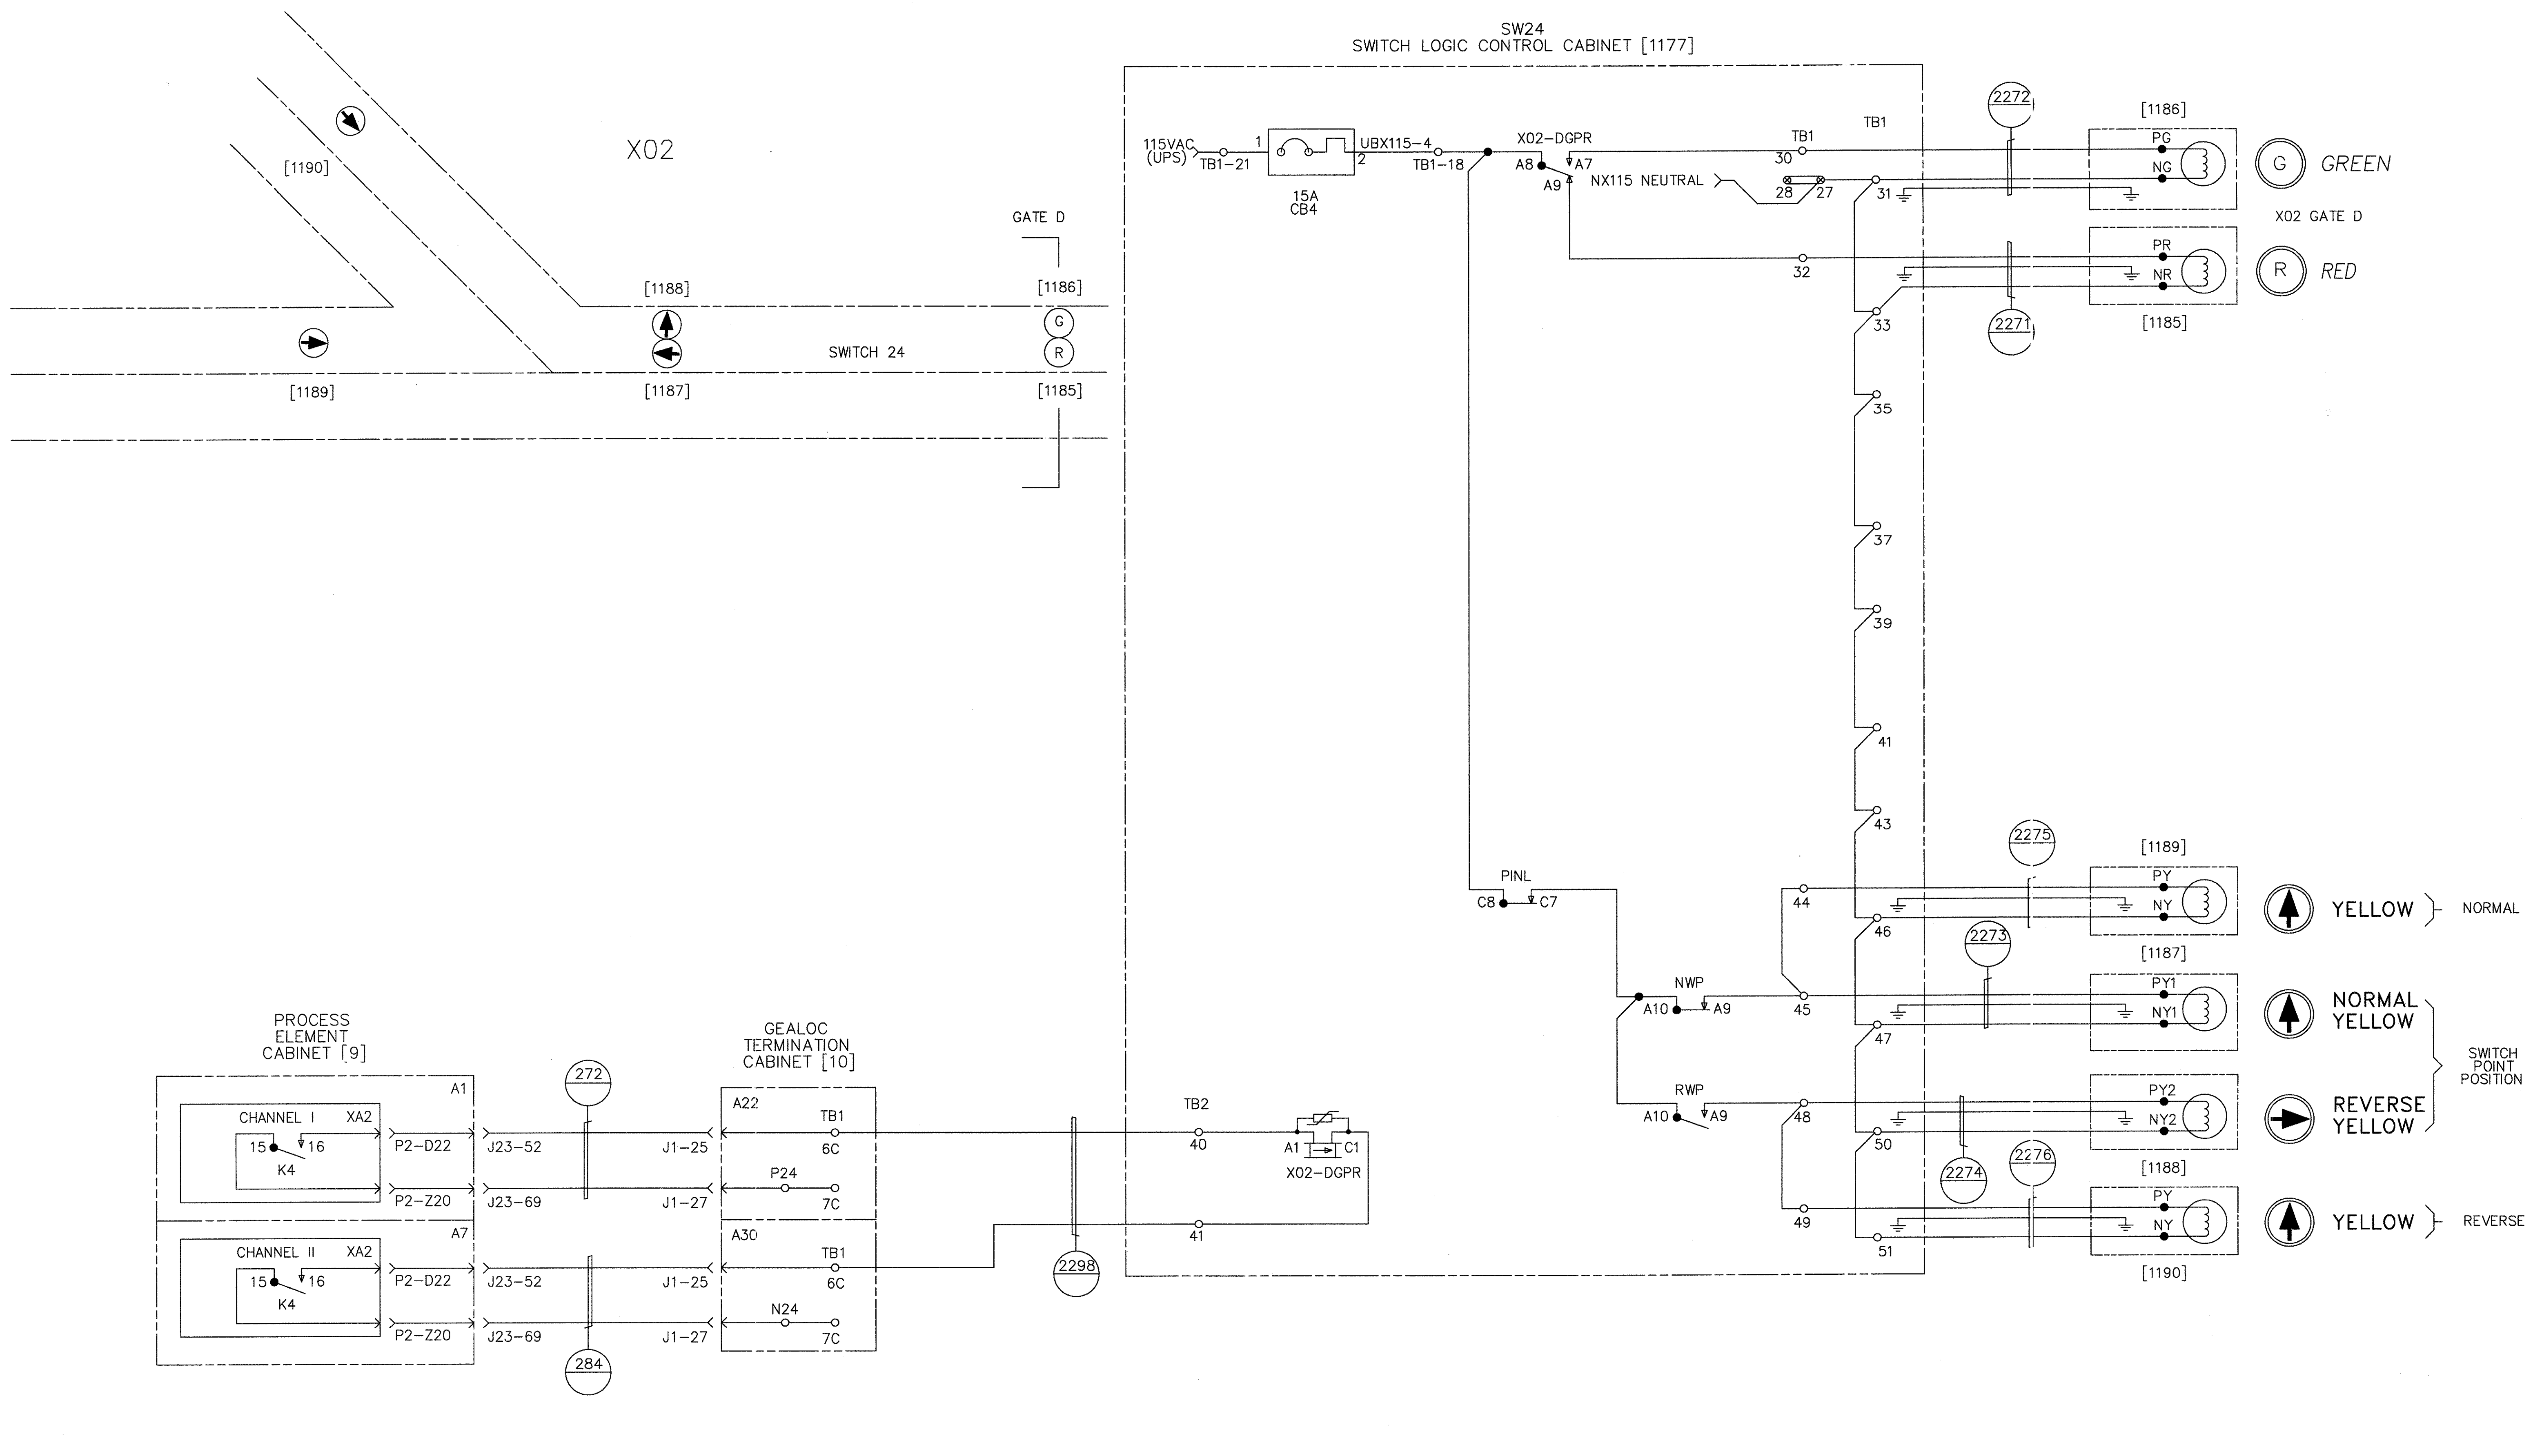 SW24
SWITCH LOGIC CONTROL CABINET [1177]
X02
[1190]
GATE D
[1188]
[1186]
G
R
SWITCH 24
[1189]
[1187]
[1185]
115VAC
(UPS)
TB1-21
1
2
15A
CB4
UBX115-4
TB1-18
X02-DGPR
A8
A7
A9
NX115 NEUTRAL
TB1
30
28
27
TB1
31
32
33
35
37
39
41
43
2272
[1186]
PG
NG
G
GREEN
X02 GATE D
PR
NR
R
RED
2271
[1185]
PINL
C8
C7
44
46
2275
[1189]
PY
NY
YELLOW
NORMAL
NWP
A10
A9
45
47
2273
[1187]
PY1
NY1
NORMAL
YELLOW
RWP
A10
A9
48
50
2274
PY2
NY2
REVERSE
YELLOW
SWITCH
POINT
POSITION
[1188]
49
51
2276
PY
NY
YELLOW
REVERSE
[1190]
PROCESS
ELEMENT
CABINET [9]
A1
CHANNEL I
XA2
15
16
K4
P2-D22
P2-Z20
A7
CHANNEL II
XA2
15
16
K4
P2-D22
P2-Z20
272
J23-52
J1-25
J23-69
J1-27
J23-52
J1-25
J23-69
J1-27
284
GEALOC
TERMINATION
CABINET [10]
A22
TB1
6C
P24
7C
A30
TB1
6C
N24
7C
2298
TB2
40
41
A1
C1
X02-DGPR